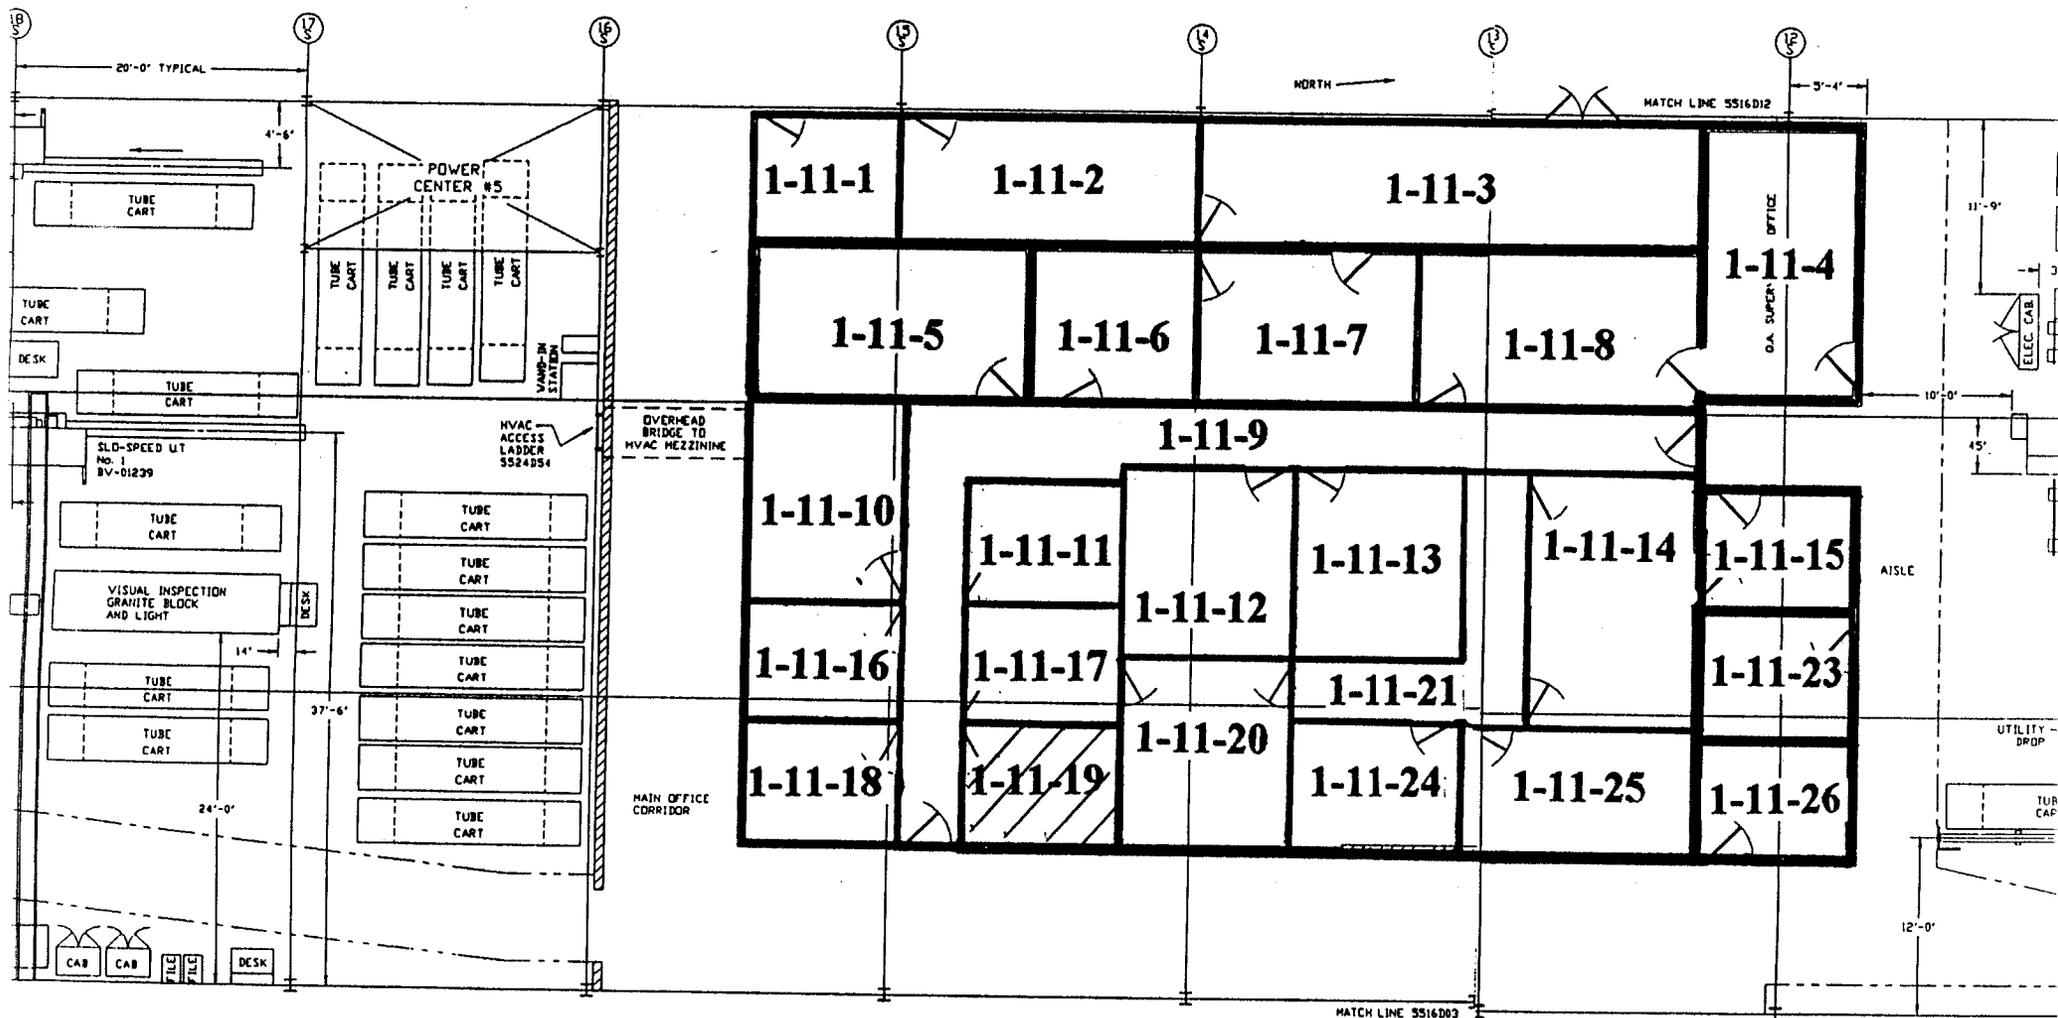 18
S
17
S
16
S
15
S
14
S
13
S
12
S
20'-0" TYPICAL
NORTH
MATCH LINE 5516D12
5'-4"
4'-6"
POWER
CENTER #5
TUBE
CART
TUBE
CART
TUBE
CART
TUBE
CART
TUBE
CART
TUBE
CART
DESK
TUBE
CART
WAND-IN
STATION
HVAC
ACCESS
LADDER
5524D54
OVERHEAD
BRIDGE TO
HVAC MEZZININE
SLO-SPEED U.T
No. 1
BV-01239
TUBE
CART
VISUAL INSPECTION
GRANITE BLOCK
AND LIGHT
DESK
14'
TUBE
CART
TUBE
CART
37'-6"
24'-0"
TUBE
CART
TUBE
CART
TUBE
CART
TUBE
CART
TUBE
CART
TUBE
CART
TUBE
CART
CAB
CAB
FILE
FILE
DESK
MAIN OFFICE
CORRIDOR
1-11-1
1-11-2
1-11-3
1-11-4
OFFICE
1-11-5
1-11-6
1-11-7
1-11-8
1-11-9
1-11-10
1-11-11
1-11-12
1-11-13
1-11-14
1-11-15
1-11-16
1-11-17
1-11-18
1-11-19
1-11-20
1-11-21
1-11-23
1-11-24
1-11-25
1-11-26
11'-9"
ELEC. CAB.
10'-0"
45'
AISLE
UTILITY
DROP
12'-0"
MATCH LINE 5516D03